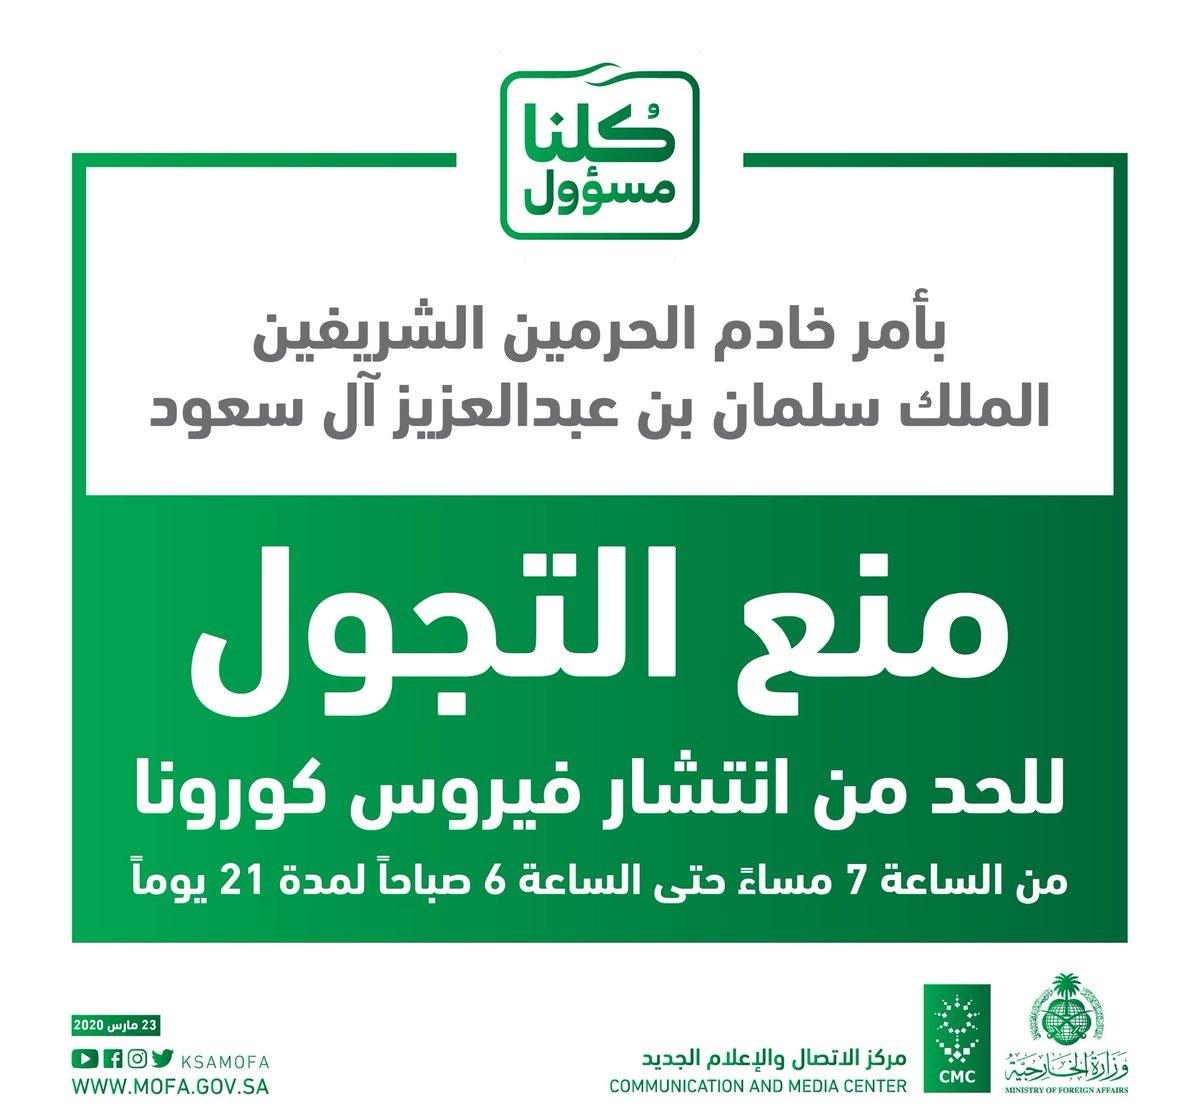 كُلنا
مسؤول
بأمر خادم الحرمين الشريفين
الملك سلمان بن عبدالعزيز آل سعود
منع التجول
للحد من انتشار فيروس كورونا
من الساعة 7 مساءً حتى الساعة 6 صباحاً لمدة 21 يوماً
23 مارس 2020
KSAMOFA
WWW.MOFA.GOV.SA
مركز الاتصال والإعلام الجديد
COMMUNICATION AND MEDIA CENTER
CMC
وزارة الخارجية
MINISTRY OF FOREIGN AFFAIRS